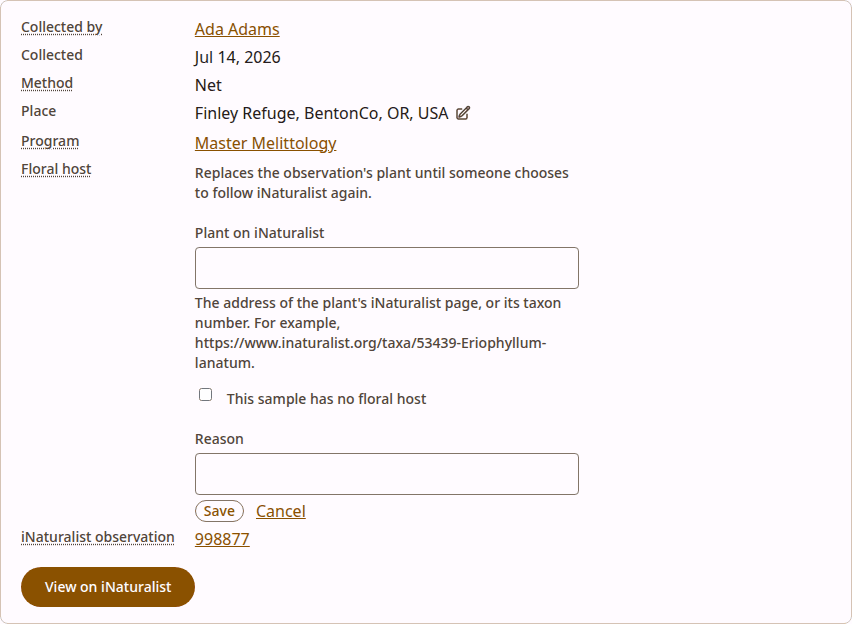 Collected by Ada Adams
Collected Jul 14, 2026
Method Net
Place Finley Refuge, BentonCo, OR, USA
Program Master Melittology
Floral host Replaces the observation's plant until someone chooses
to follow iNaturalist again.
Plant on iNaturalist
The address of the plant's iNaturalist page, or its taxon
number. For example,
https://www.inaturalist.org/taxa/53439-Eriophyllum-
lanatum.
This sample has no floral host
Reason
Save Cancel
iNaturalist observation 998877
View on iNaturalist